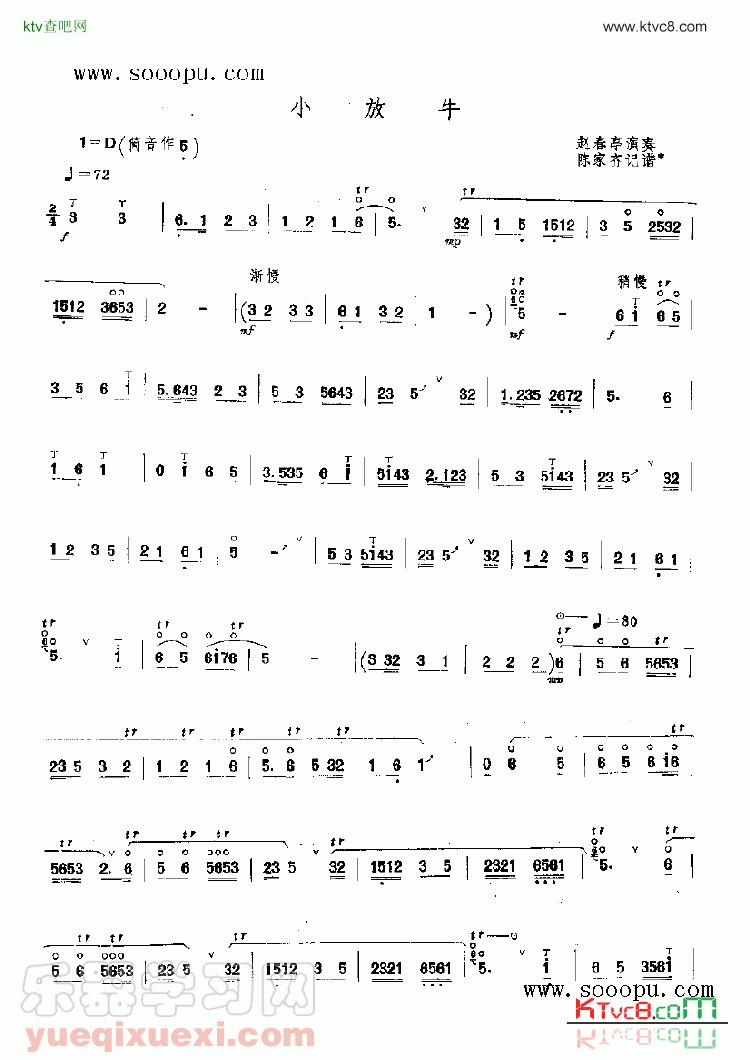 ktv查吧网
www.ktvc8.com
www.sooopu.com
小放牛
1=D(筒音作5)
赵春亭演奏
陈家齐记谱*
♩=72
2/4 3 3 | 6.1 2 3 | 1 2 1 6 | 5. 32 | 1 5 1512 | 3 5 2532 |
1512 3653 | 2 - | (3 2 3 3 | 6 1 3 2 | 1 - ) | 5 - | 6 1 6 5 |
渐慢
稍慢
3 5 6 1 | 5.643 2 3 | 5 3 5643 | 23 5 32 | 1.235 2672 | 5. 6 |
1 6 1 | 0 1 6 5 | 3.535 6 1 | 5143 2.123 | 5 3 5143 | 23 5 32 |
1 2 3 5 | 2 1 6 1 | 5 - | 5 3 5143 | 23 5 32 | 1 2 3 5 | 2 1 6 1 |
5. 1 | 6 5 6176 | 5 - | (3 32 3 1 | 2 2 2) 6 | 5 6 5653 |
♩=80
23 5 3 2 | 1 2 1 6 | 5. 6 5 32 | 1 6 1 | 0 6 5 | 6 5 6 1 6 |
5653 2. 6 | 5 6 5653 | 23 5 32 | 1512 3 5 | 2321 6561 | 5. 6 |
5 6 5653 | 23 5 32 | 1512 3 5 | 2321 6561 | 5. 1 | 6 5 3561 |
乐器学习网
yueqixuexi.com
www.sooopu.com
KTvc8.com